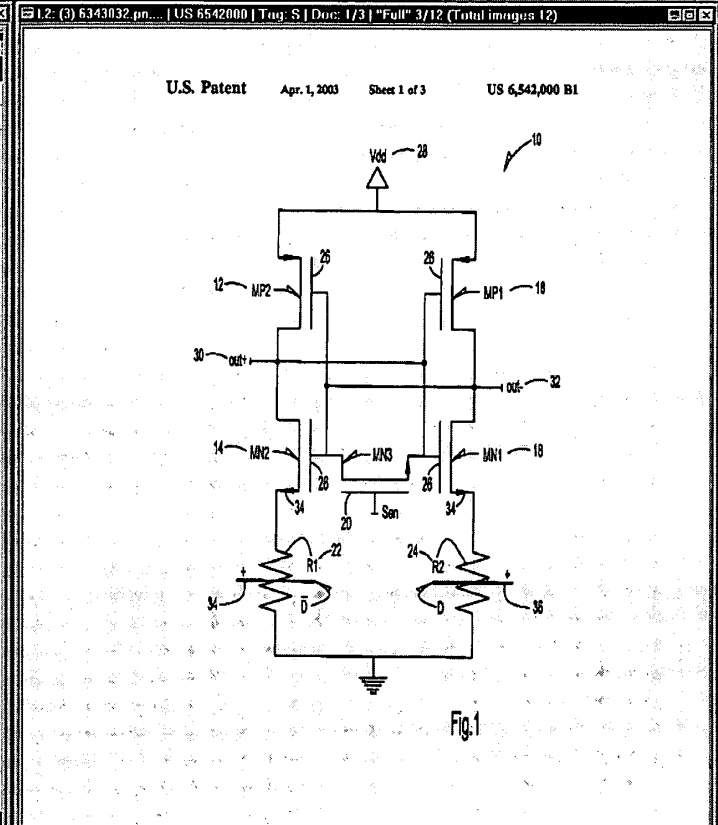 L2: (3) 6343032.pn.... | US 6542000 | Tag: S | Doc: 1/3 | "Full" 3/12 (Total images 12)
U.S. Patent Apr. 1, 2003 Sheet 1 of 3 US 6,542,000 B1
Vdd 28
10
26 26
12 MP2 MP1 16
30 out+
out- 32
14 MN2 MN3 MN1 18
26 26
34 20 Sen 34
R1 22 24 R2
+ +
34 D̅ D 36
Fig.1